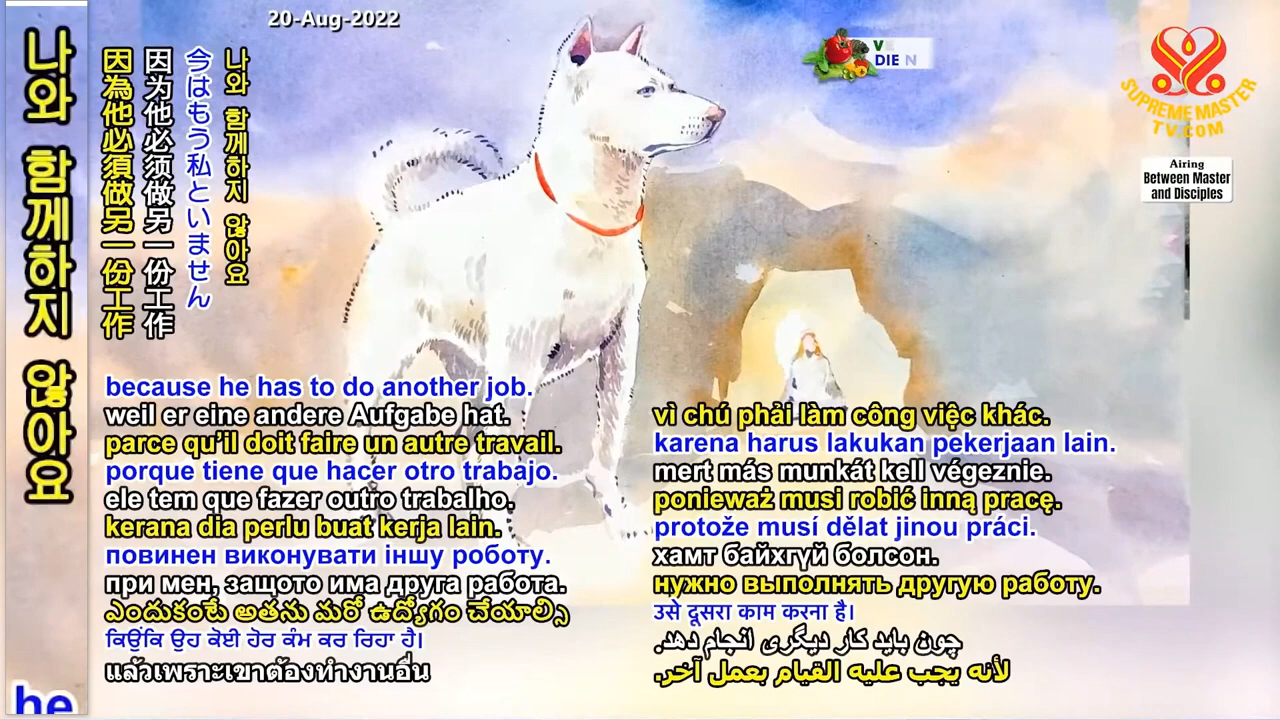 20-Aug-2022
V
DIE N
SUPREME MASTER
TV.COM
Airing
Between Master
and Disciples
나와 함께하지 않아요
he
因為他必須做另一份工作
因为他必须做另一份工作
今はもう私といません
나와 함께하지 않아요
because he has to do another job.
weil er eine andere Aufgabe hat.
parce qu'il doit faire un autre travail.
porque tiene que hacer otro trabajo.
ele tem que fazer outro trabalho.
kerana dia perlu buat kerja lain.
повинен виконувати іншу роботу.
при мен, защото има друга работа.
ఎందుకంటే అతను మరో ఉద్యోగం చేయాల్సి
ਕਿਉਂਕਿ ਉਹ ਕੋਈ ਹੋਰ ਕੰਮ ਕਰ ਰਿਹਾ ਹੈ।
แล้วเพราะเขาต้องทำงานอื่น
vì chú phải làm công việc khác.
karena harus lakukan pekerjaan lain.
mert más munkát kell végeznie.
ponieważ musi robić inną pracę.
protože musí dělat jinou práci.
хамт байхгүй болсон.
нужно выполнять другую работу.
उसे दूसरा काम करना है।
چون باید کار دیگری انجام دهد.
لأنه يجب عليه القيام بعمل آخر.